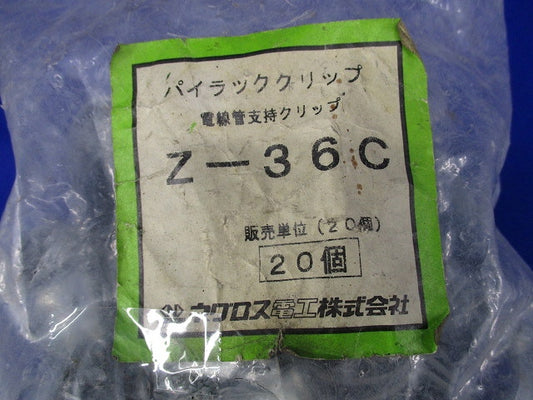 パイラッククリップ
電線管支持クリップ
Z－36C
販売単位（20個）
20個
ネグロス電工株式会社